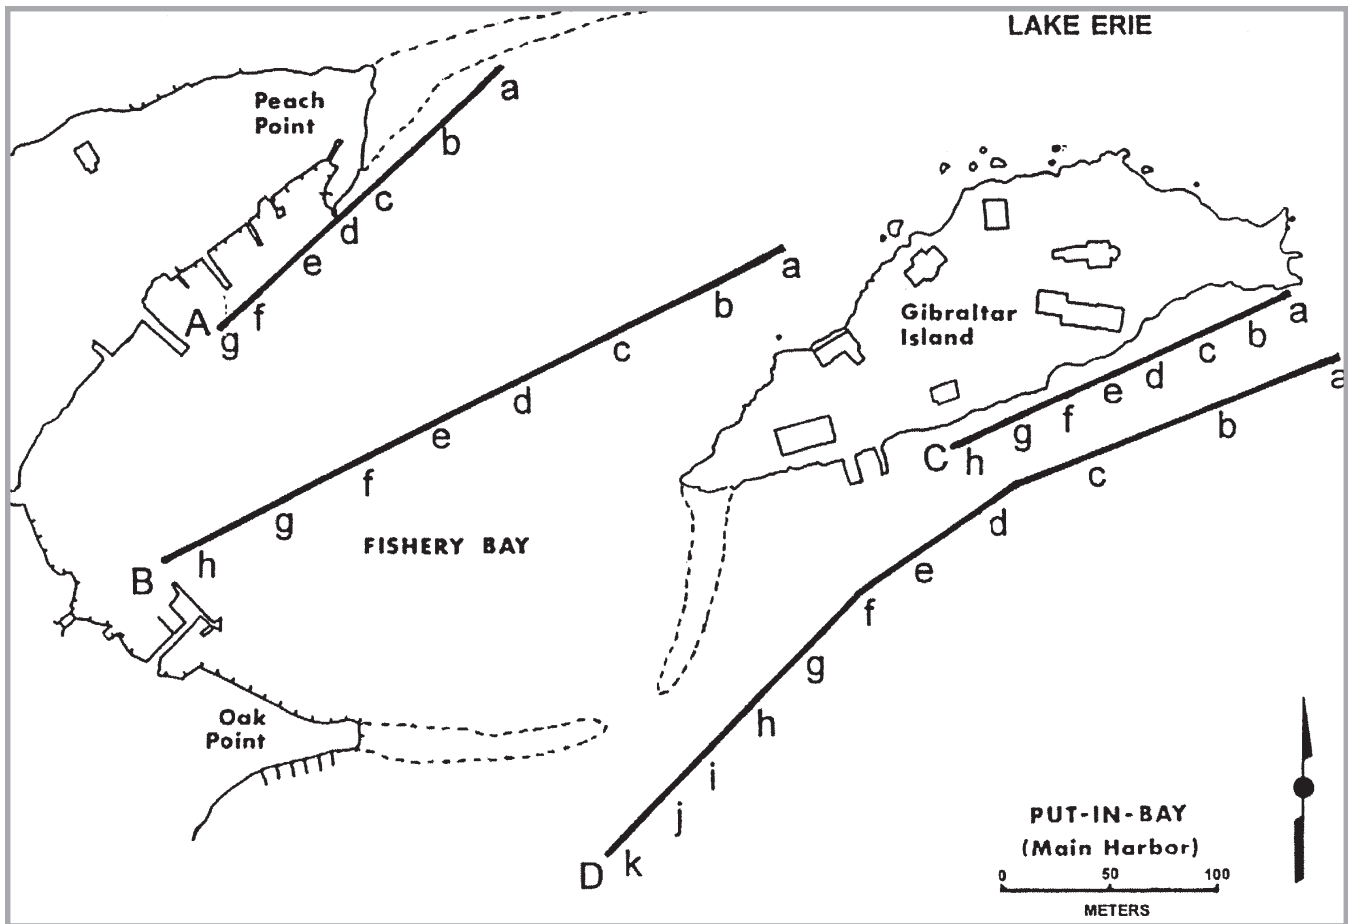 LAKE ERIE
Peach
Point
a
b
c
d
e
f
A
g
a
b
c
d
e
f
g
h
B
FISHERY BAY
Gibraltar
Island
a
b
c
d
e
f
g
C
h
a
b
c
d
e
f
g
h
i
j
k
D
Oak
Point
PUT-IN-BAY
(Main Harbor)
0 50 100
METERS